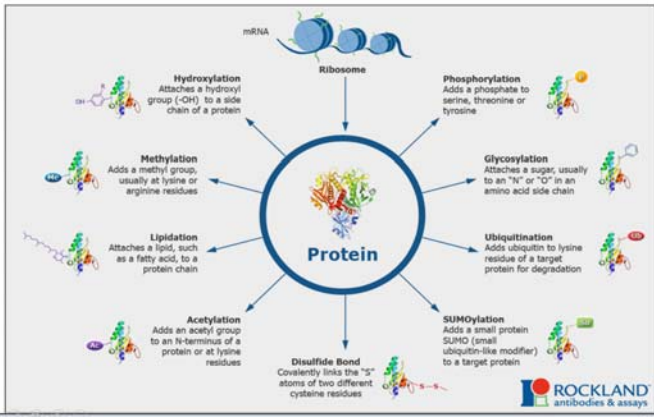 mRNA
Ribosome
Hydroxylation
Attaches a hydroxyl
group (-OH) to a side
chain of a protein
OH
Phosphorylation
Adds a phosphate to
serine, threonine or
tyrosine
P
Methylation
Adds a methyl group,
usually at lysine or
arginine residues
Me
Glycosylation
Attaches a sugar, usually
to an "N" or "O" in an
amino acid side chain
Protein
Lipidation
Attaches a lipid, such
as a fatty acid, to a
protein chain
Ubiquitination
Adds ubiquitin to lysine
residue of a target
protein for degradation
Acetylation
Adds an acetyl group
to an N-terminus of a
protein or at lysine
residues
Ac
SUMOylation
Adds a small protein
SUMO (small
ubiquitin-like modifier)
to a target protein
Disulfide Bond
Covalently links the "S"
atoms of two different
cysteine residues
S S
ROCKLAND
antibodies & assays